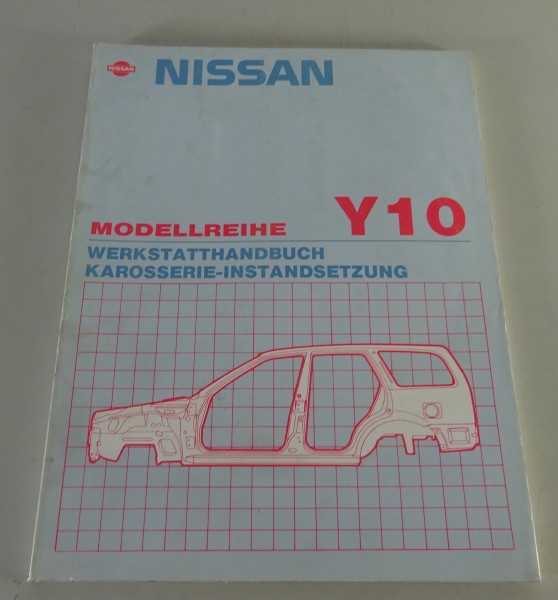 NISSAN
NISSAN
MODELLREIHE Y10
WERKSTATTHANDBUCH
KAROSSERIE-INSTANDSETZUNG